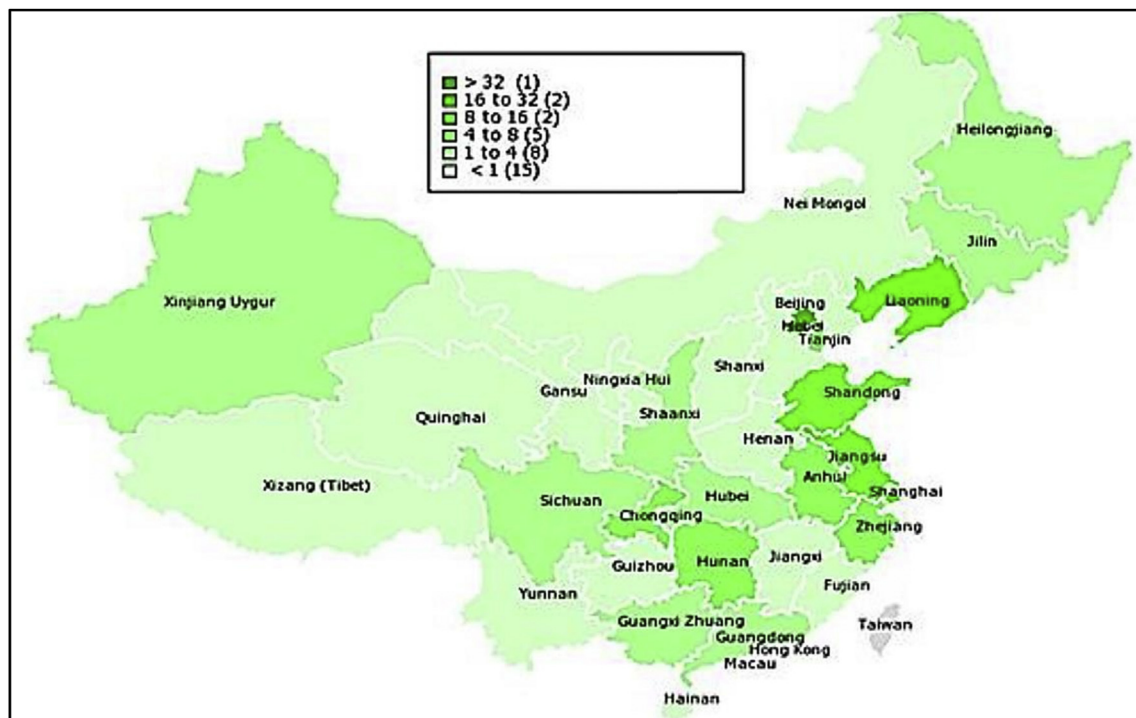 > 32 (1)
16 to 32 (2)
8 to 16 (2)
4 to 8 (5)
1 to 4 (8)
< 1 (15)
Heilongjiang
Nei Mongol
Jilin
Xinjiang Uygur
Beijing
Liaoning
Hebei
Tianjin
Shanxi
Ningxia Hui
Gansu
Shandong
Quinghai
Shaanxi
Henan
Jiangsu
Xizang (Tibet)
Anhui
Shanghai
Sichuan
Hubei
Chongqing
Zhejiang
Jiangxi
Hunan
Guizhou
Fujian
Yunnan
Guangxi Zhuang
Taiwan
Guangdong
Hong Kong
Macau
Hainan